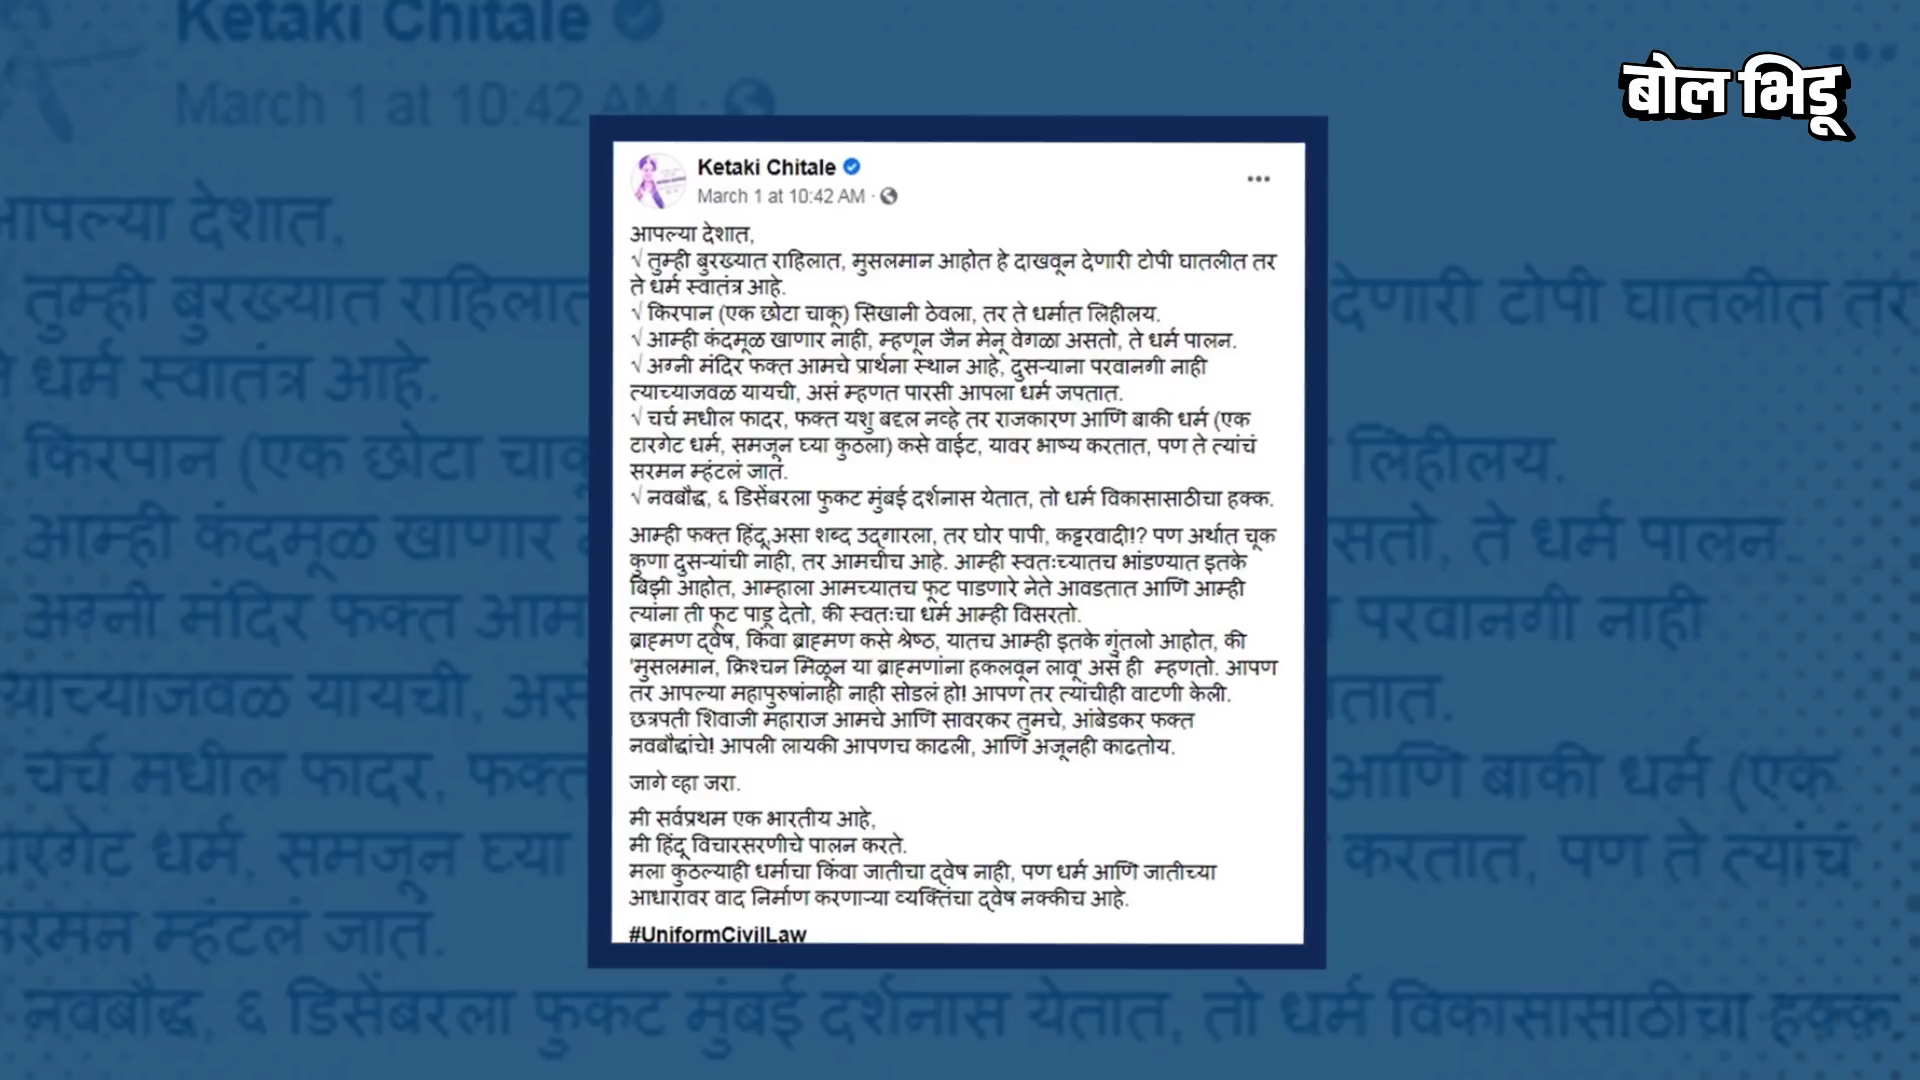 बोल भिडू
Ketaki Chitale
March 1 at 10:42 AM ·
आपल्या देशात,
√ तुम्ही बुरख्यात राहिलात, मुसलमान आहोत हे दाखवून देणारी टोपी घातलीत तर
ते धर्म स्वातंत्र आहे.
√ किरपान (एक छोटा चाकू) सिखानी ठेवला, तर ते धर्मात लिहीलय.
√ आम्ही कंदमूळ खाणार नाही, म्हणून जैन मेनू वेगळा असतो, ते धर्म पालन.
√ अग्नी मंदिर फक्त आमचे प्रार्थना स्थान आहे, दुसऱ्याना परवानगी नाही
त्याच्याजवळ यायची, असं म्हणत पारसी आपला धर्म जपतात.
√ चर्च मधील फादर, फक्त यशु बद्दल नव्हे तर राजकारण आणि बाकी धर्म (एक
टारगेट धर्म, समजून घ्या कुठला) कसे वाईट, यावर भाष्य करतात, पण ते त्यांचं
सरमन म्हंटलं जातं.
√ नवबौद्ध, ६ डिसेंबरला फुकट मुंबई दर्शनास येतात, तो धर्म विकासासाठीचा हक्क.
आम्ही फक्त हिंदू,असा शब्द उद्गारला, तर घोर पापी, कट्टरवादी!? पण अर्थात चूक
कुणा दुसऱ्यांची नाही, तर आमचीच आहे. आम्ही स्वतःच्यातच भांडण्यात इतके
बिझी आहोत, आम्हाला आमच्यातच फूट पाडणारे नेते आवडतात आणि आम्ही
त्यांना ती फूट पाडू देतो, की स्वतःचा धर्म आम्ही विसरतो.
ब्राह्मण द्वेष, किंवा ब्राह्मण कसे श्रेष्ठ, यातच आम्ही इतके गुंतलो आहोत, की
'मुसलमान, क्रिश्चन मिळून या ब्राह्मणांना हकलवून लावू' असं ही म्हणतो. आपण
तर आपल्या महापुरुषांनाही नाही सोडलं हो! आपण तर त्यांचीही वाटणी केली.
छत्रपती शिवाजी महाराज आमचे आणि सावरकर तुमचे, आंबेडकर फक्त
नवबौद्धांचे! आपली लायकी आपणच काढली, आणि अजूनही काढतोय.
जागे व्हा जरा.
मी सर्वप्रथम एक भारतीय आहे,
मी हिंदू विचारसरणीचे पालन करते.
मला कुठल्याही धर्माचा किंवा जातीचा द्वेष नाही, पण धर्म आणि जातीच्या
आधारावर वाद निर्माण करणाऱ्या व्यक्तिंचा द्वेष नक्कीच आहे.
#UniformCivilLaw